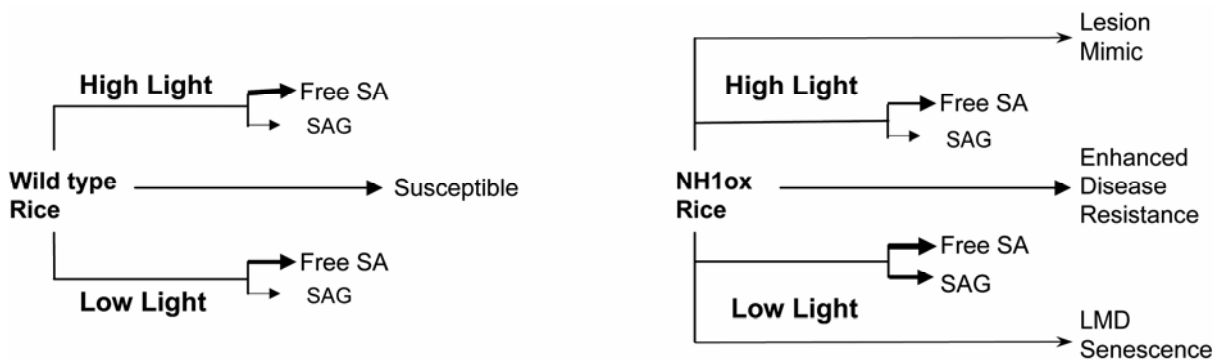 High Light
Free SA
SAG
Wild type
Rice
Susceptible
Free SA
SAG
Low Light
Lesion
Mimic
High Light
Free SA
SAG
NH1ox
Rice
Enhanced
Disease
Resistance
Free SA
SAG
Low Light
LMD
Senescence